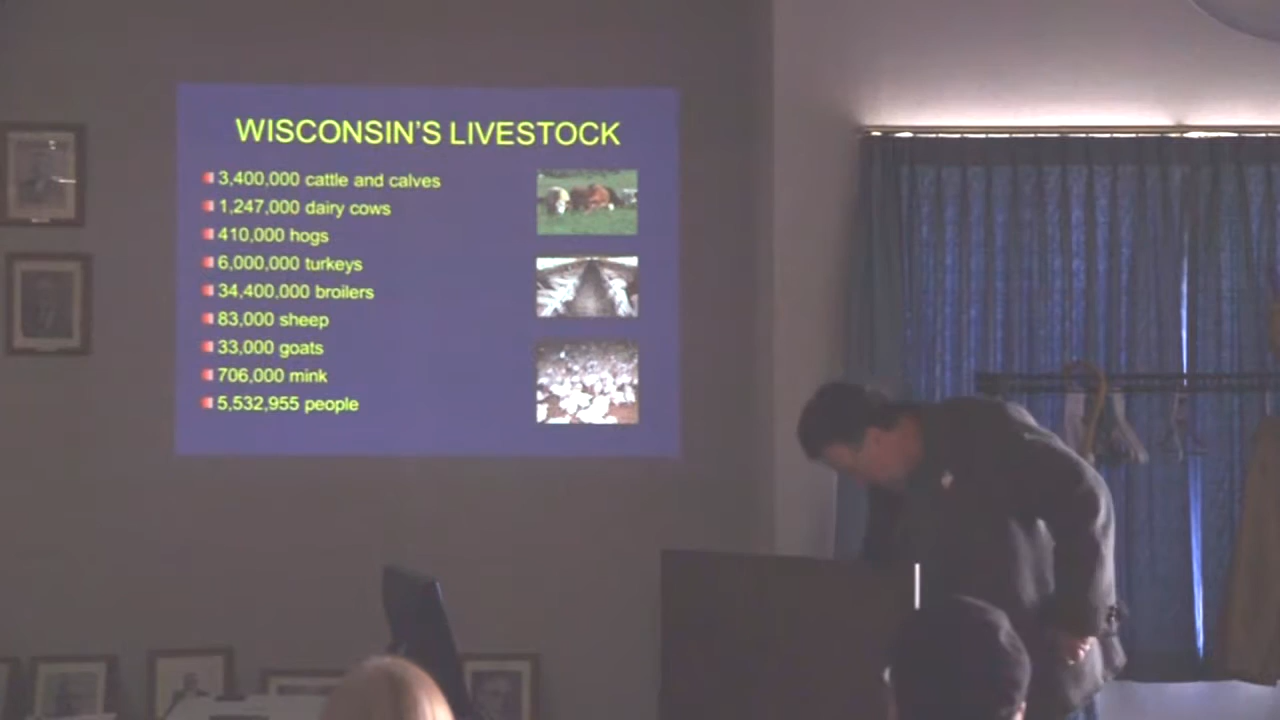 WISCONSIN'S LIVESTOCK
3,400,000 cattle and calves
1,247,000 dairy cows
410,000 hogs
6,000,000 turkeys
34,400,000 broilers
83,000 sheep
33,000 goats
706,000 mink
5,532,955 people